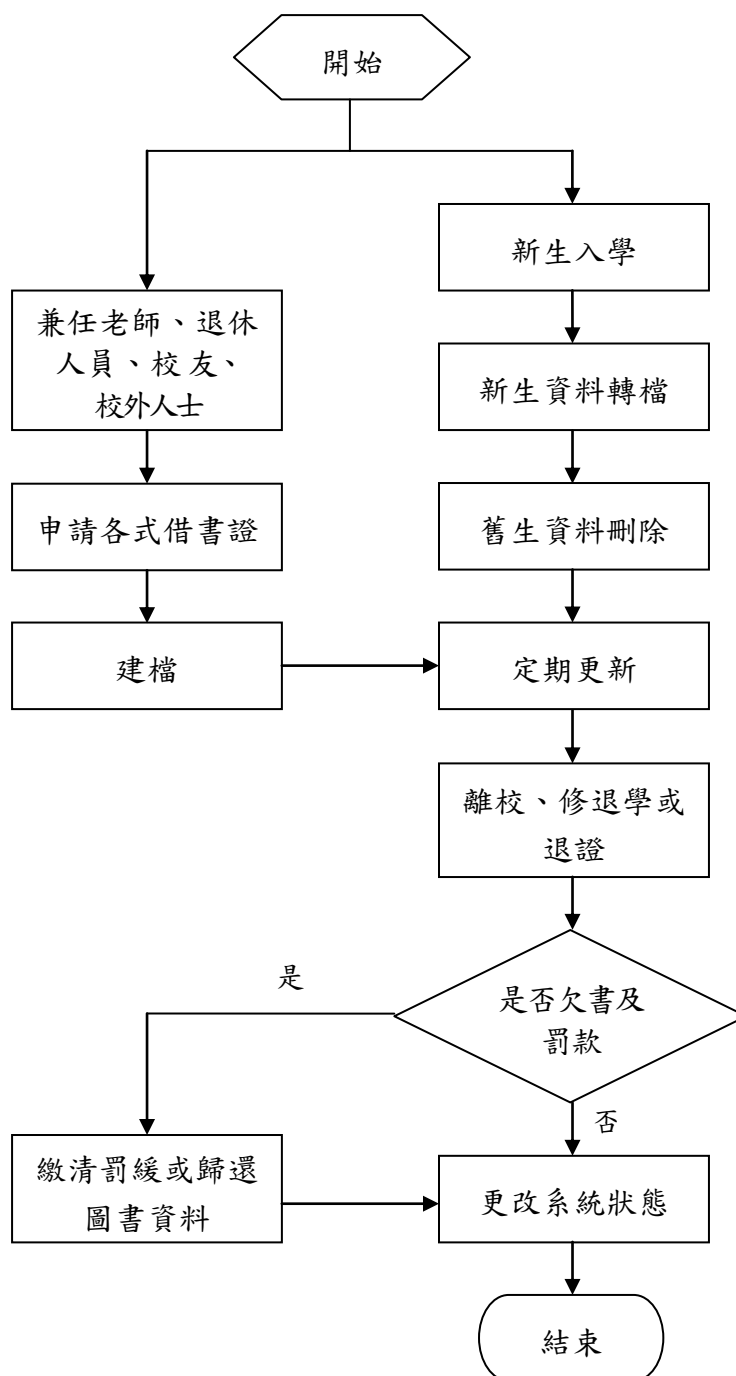 開始
新生入學
兼任老師、退休
人員、校友、
校外人士
新生資料轉檔
申請各式借書證
舊生資料刪除
建檔
定期更新
離校、修退學或
退證
是
是否欠書及
罰款
否
繳清罰緩或歸還
圖書資料
更改系統狀態
結束